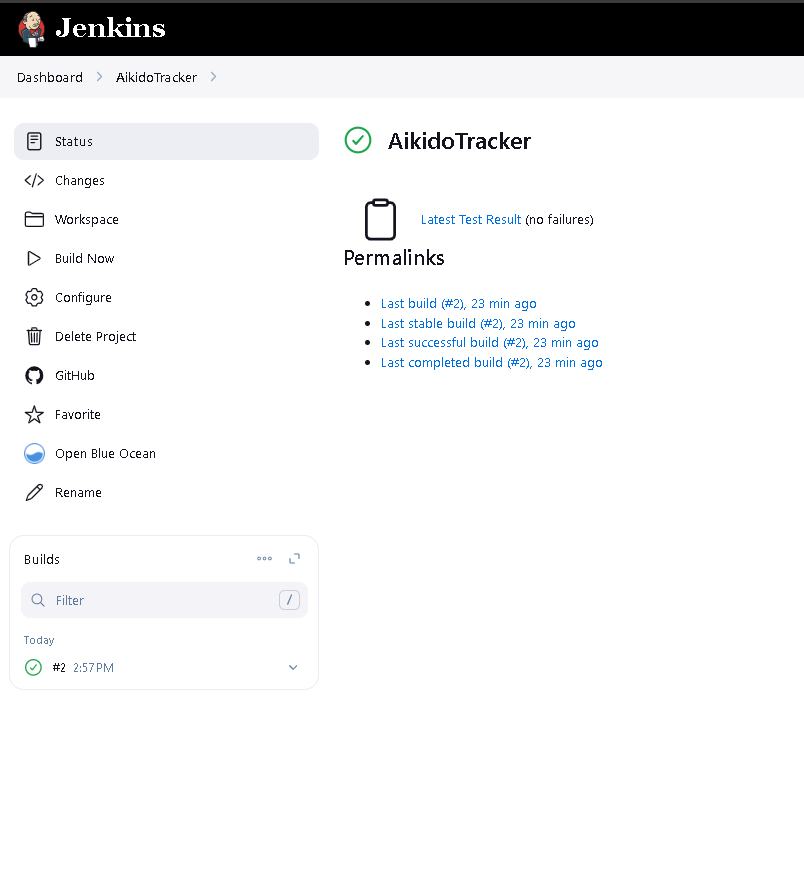 Jenkins
Dashboard > AikidoTracker >
Status
Changes
Workspace
Build Now
Configure
Delete Project
GitHub
Favorite
Open Blue Ocean
Rename
Builds
Filter /
Today
#2 2:57 PM
AikidoTracker
Latest Test Result (no failures)
Permalinks
Last build (#2), 23 min ago
Last stable build (#2), 23 min ago
Last successful build (#2), 23 min ago
Last completed build (#2), 23 min ago